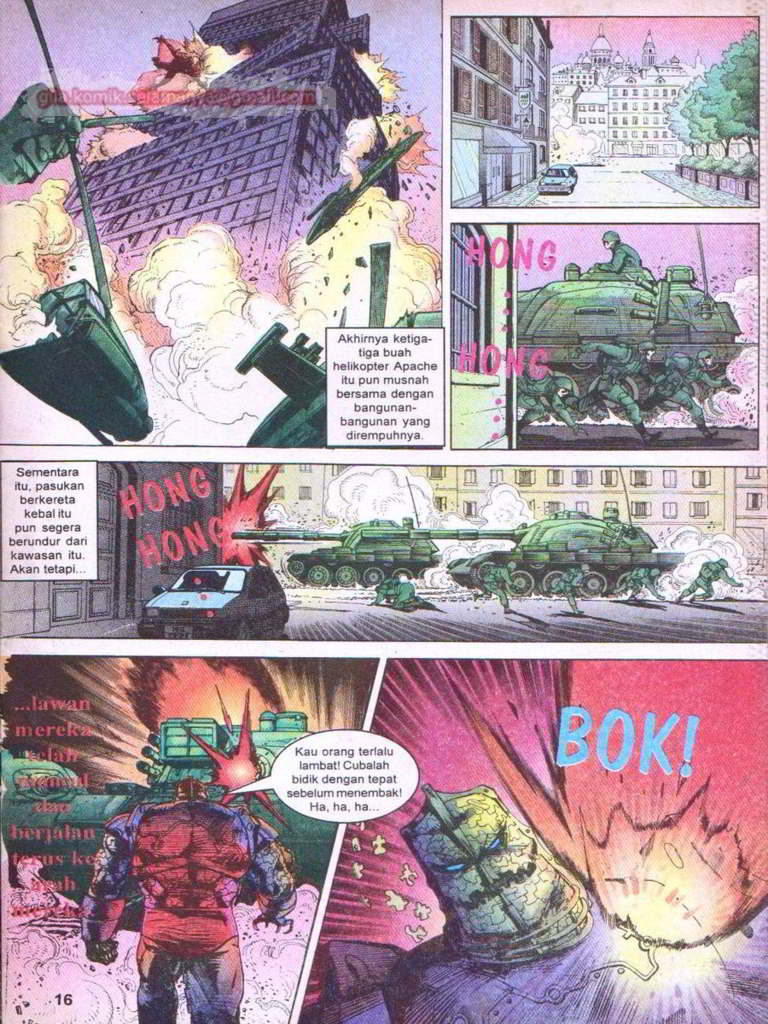 Akhirnya ketiga-
tiga buah
helikopter Apache
itu pun musnah
bersama dengan
bangunan-
bangunan yang
dirempuhnya.
HONG
HONG
Sementara
itu, pasukan
berkereta
kebal itu
pun segera
berundur dari
kawasan itu.
Akan tetapi...
HONG
HONG
...lawan
mereka
telah
muncul
dan
berjalan
terus ke
arah
mereka.
Kau orang terlalu
lambat! Cubalah
bidik dengan tepat
sebelum menembak!
Ha, ha, ha...
BOK!
16